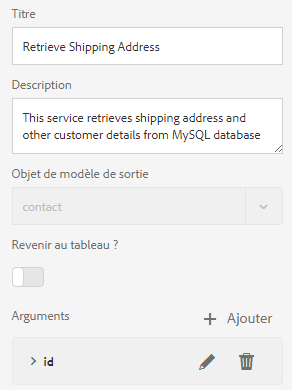 Titre
Retrieve Shipping Address
Description
This service retrieves shipping address and
other customer details from MySQL database
Objet de modèle de sortie
contact
Revenir au tableau ?
Arguments
Ajouter
id